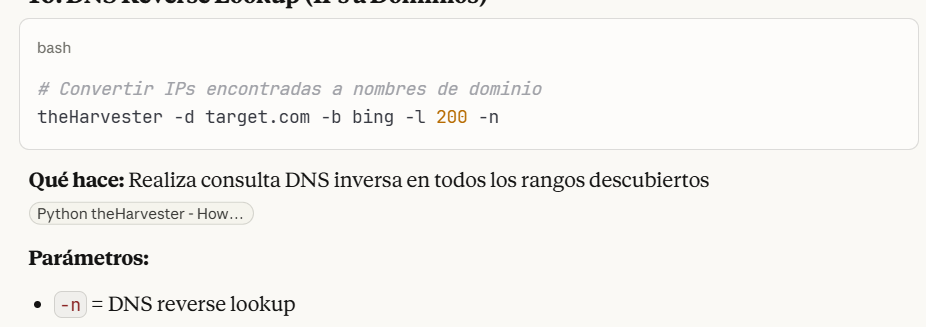 10. DNS Reverse Lookup (IPs a Dominios)
bash
# Convertir IPs encontradas a nombres de dominio
theHarvester -d target.com -b bing -l 200 -n
Qué hace: Realiza consulta DNS inversa en todos los rangos descubiertos
Python theHarvester - How...
Parámetros:
-n = DNS reverse lookup